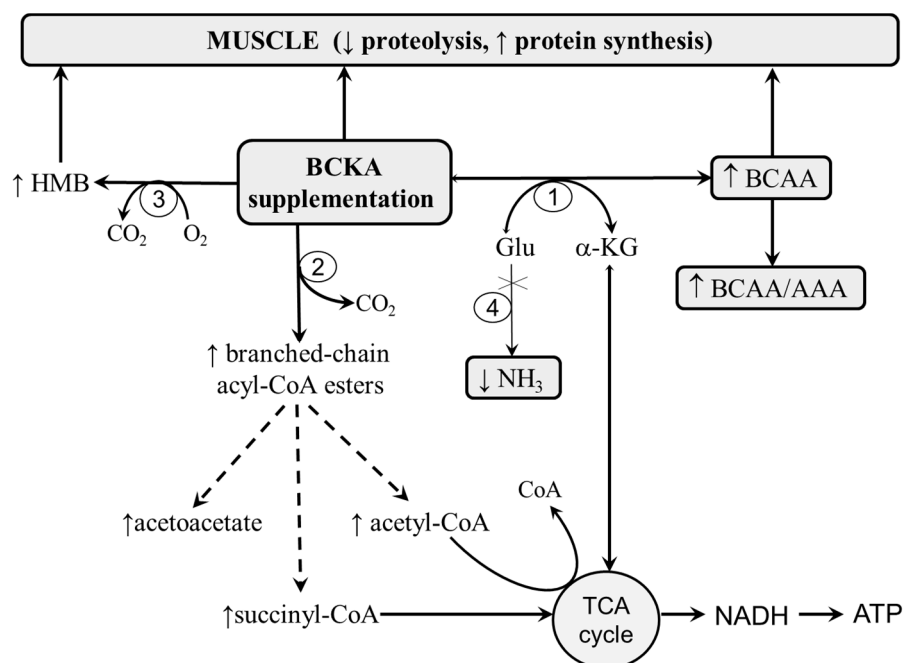 MUSCLE (↓ proteolysis, ↑ protein synthesis)
BCKA
supplementation
↑ HMB
↑ BCAA
3
1
CO₂
O₂
Glu
α-KG
2
↑ BCAA/AAA
CO₂
4
↑ branched-chain
acyl-CoA esters
↓ NH₃
CoA
↑acetoacetate
↑ acetyl-CoA
↑succinyl-CoA
TCA
cycle
NADH
ATP